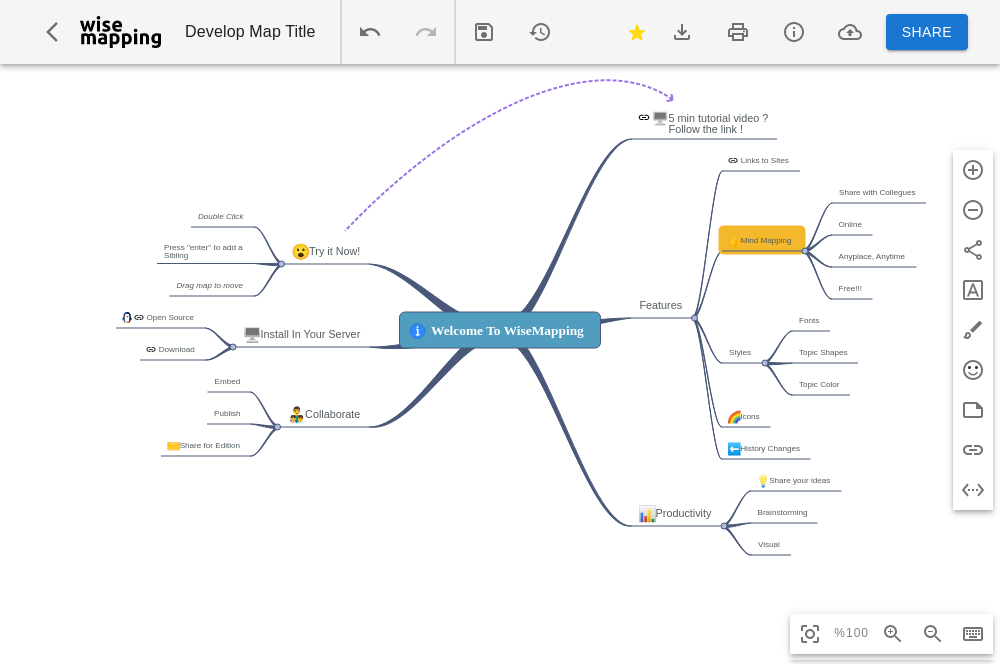 wise
mapping
Develop Map Title
SHARE
5 min tutorial video ?
Follow the link !
Links to Sites
Share with Collegues
Double Click
Online
Mind Mapping
Press "enter" to add a
Sibling
Try it Now!
Anyplace, Anytime
Drag map to move
Free!!!
Features
Open Source
Fonts
Install In Your Server
Welcome To WiseMapping
Download
Styles
Topic Shapes
Embed
Topic Color
Publish
Collaborate
Icons
Share for Edition
History Changes
Share your ideas
Productivity
Brainstorming
Visual
%100